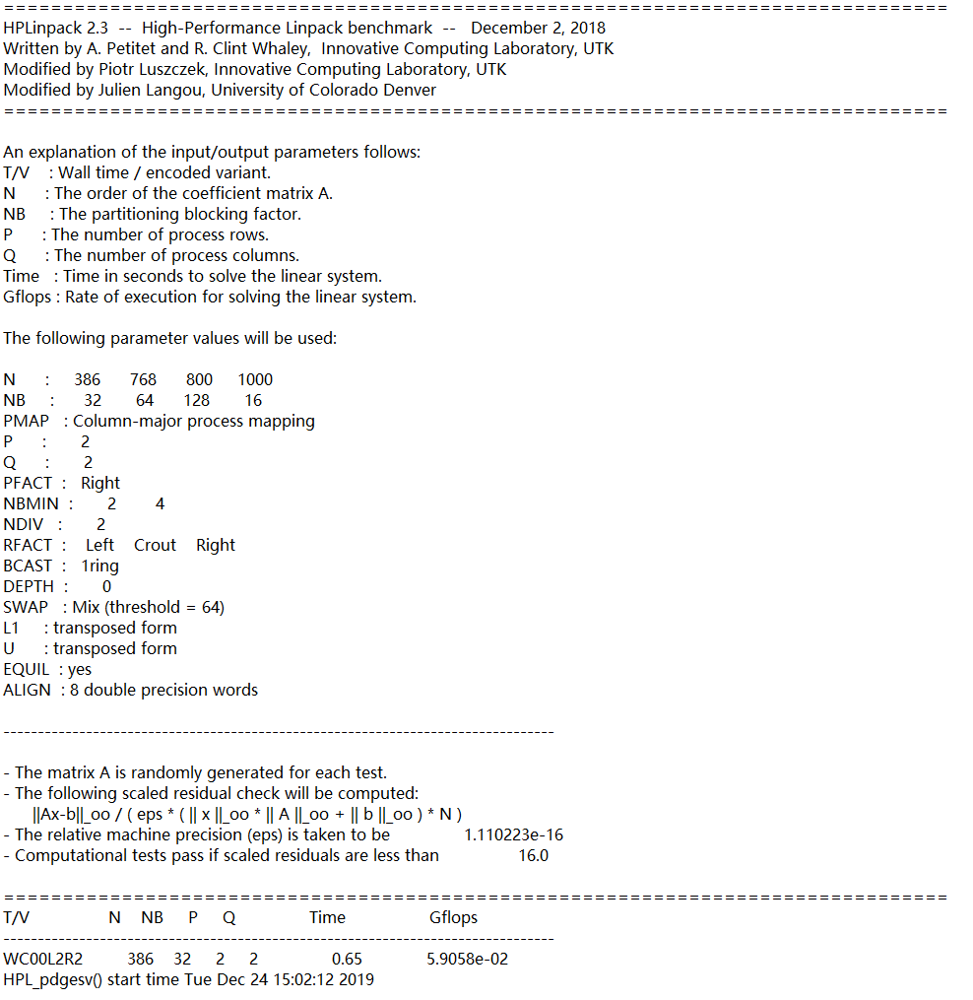 ================================================================================
HPLinpack 2.3  --  High-Performance Linpack benchmark  --   December 2, 2018
Written by A. Petitet and R. Clint Whaley,  Innovative Computing Laboratory, UTK
Modified by Piotr Luszczek, Innovative Computing Laboratory, UTK
Modified by Julien Langou, University of Colorado Denver
================================================================================

An explanation of the input/output parameters follows:
T/V    : Wall time / encoded variant.
N      : The order of the coefficient matrix A.
NB     : The partitioning blocking factor.
P      : The number of process rows.
Q      : The number of process columns.
Time   : Time in seconds to solve the linear system.
Gflops : Rate of execution for solving the linear system.

The following parameter values will be used:

N      :     386      768      800     1000
NB     :      32       64      128       16
PMAP   : Column-major process mapping
P      :       2
Q      :       2
PFACT  :   Right
NBMIN  :       2        4
NDIV   :       2
RFACT  :    Left    Crout    Right
BCAST  :   1ring
DEPTH  :       0
SWAP   : Mix (threshold = 64)
L1     : transposed form
U      : transposed form
EQUIL  : yes
ALIGN  : 8 double precision words

--------------------------------------------------------------------------------

- The matrix A is randomly generated for each test.
- The following scaled residual check will be computed:
      ||Ax-b||_oo / ( eps * ( || x ||_oo * || A ||_oo + || b ||_oo ) * N )
- The relative machine precision (eps) is taken to be               1.110223e-16
- Computational tests pass if scaled residuals are less than                16.0

================================================================================
T/V                N    NB     P     Q               Time                 Gflops
--------------------------------------------------------------------------------
WC00L2R2         386    32     2     2               0.65             5.9058e-02
HPL_pdgesv() start time Tue Dec 24 15:02:12 2019